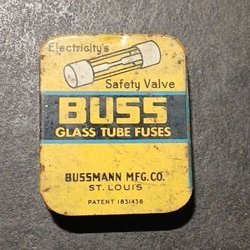 Electricity's
Safety Valve
BUSS
GLASS TUBE FUSES
BUSSMANN MFG. CO.
ST. LOUIS
PATENT 1831438